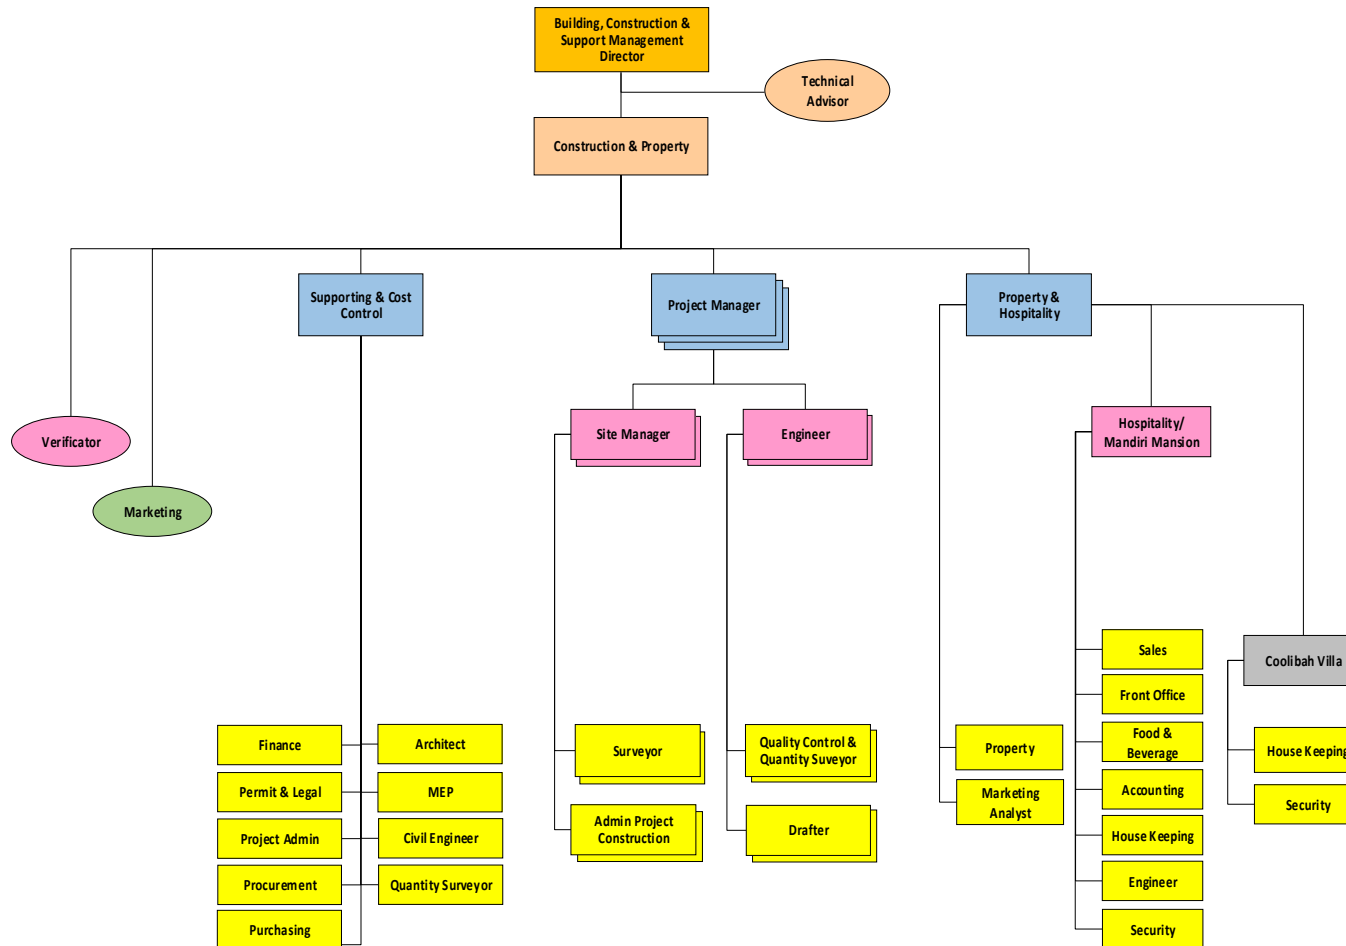 Building, Construction &
Support Management
Director
Technical
Advisor
Construction & Property
Supporting & Cost
Control
Project Manager
Property &
Hospitality
Verificator
Marketing
Site Manager
Engineer
Hospitality/
Mandiri Mansion
Sales
Front Office
Food &
Beverage
Accounting
House Keeping
Engineer
Security
Coolibah Villa
House Keeping
Security
Finance
Architect
Permit & Legal
MEP
Project Admin
Civil Engineer
Procurement
Quantity Surveyor
Purchasing
Surveyor
Admin Project
Construction
Quality Control &
Quantity Suveyor
Drafter
Property
Marketing
Analyst